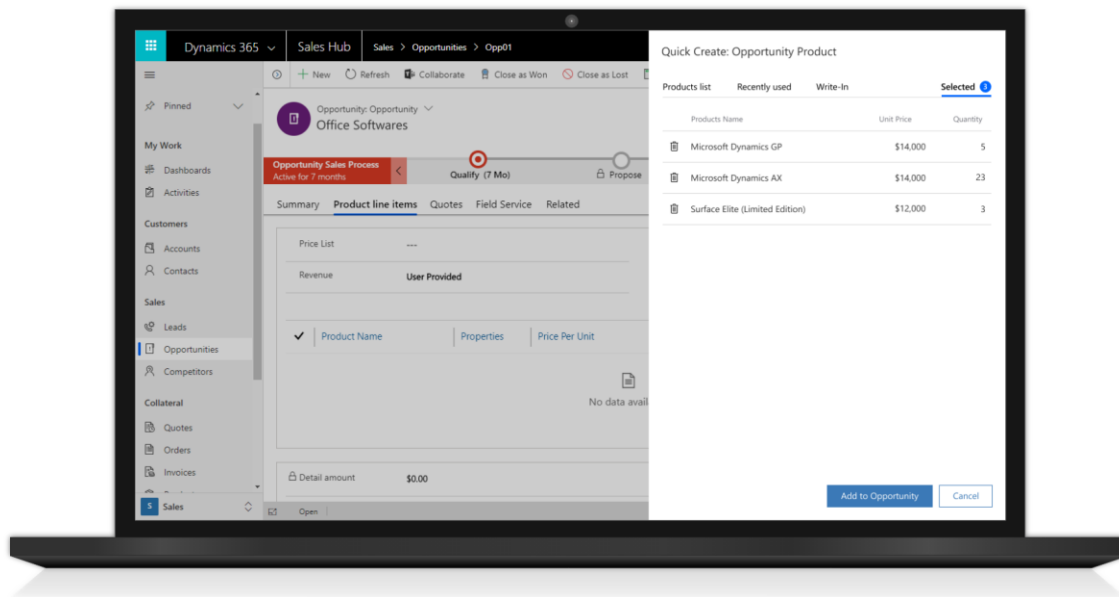 Dynamics 365
Sales Hub
Sales > Opportunities > Opp01
New
Refresh
Collaborate
Close as Won
Close as Lost
Pinned
My Work
Dashboards
Activities
Customers
Accounts
Contacts
Sales
Leads
Opportunities
Competitors
Collateral
Quotes
Orders
Invoices
S Sales
Opportunity: Opportunity
Office Softwares
Opportunity Sales Process
Active for 7 months
Qualify (7 Mo)
Propose
Summary Product line items Quotes Field Service Related
Price List ---
Revenue User Provided
Product Name Properties Price Per Unit
No data avail
Detail amount $0.00
Open
Quick Create: Opportunity Product
Products list Recently used Write-In Selected 3
Products Name Unit Price Quantity
Microsoft Dynamics GP $14,000 5
Microsoft Dynamics AX $14,000 23
Surface Elite (Limited Edition) $12,000 3
Add to Opportunity Cancel